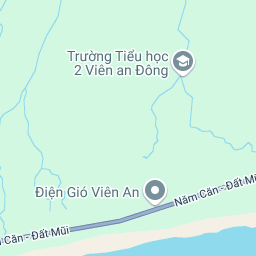 Trường Tiểu học
2 Viên an Đông
Điện Gió Viên An
Năm Căn - Đất Mũi
Căn - Đất Mũi